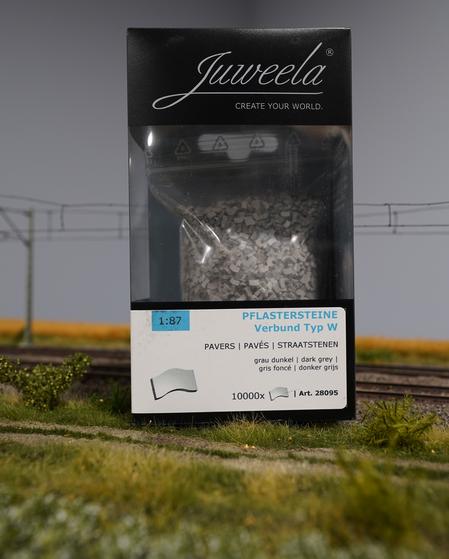 Juweela®
CREATE YOUR WORLD.
1:87
PFLASTERSTEINE
Verbund Typ W
PAVERS | PAVÉS | STRAATSTENEN
grau dunkel | dark grey |
gris foncé | donker grijs
10000x | Art. 28095